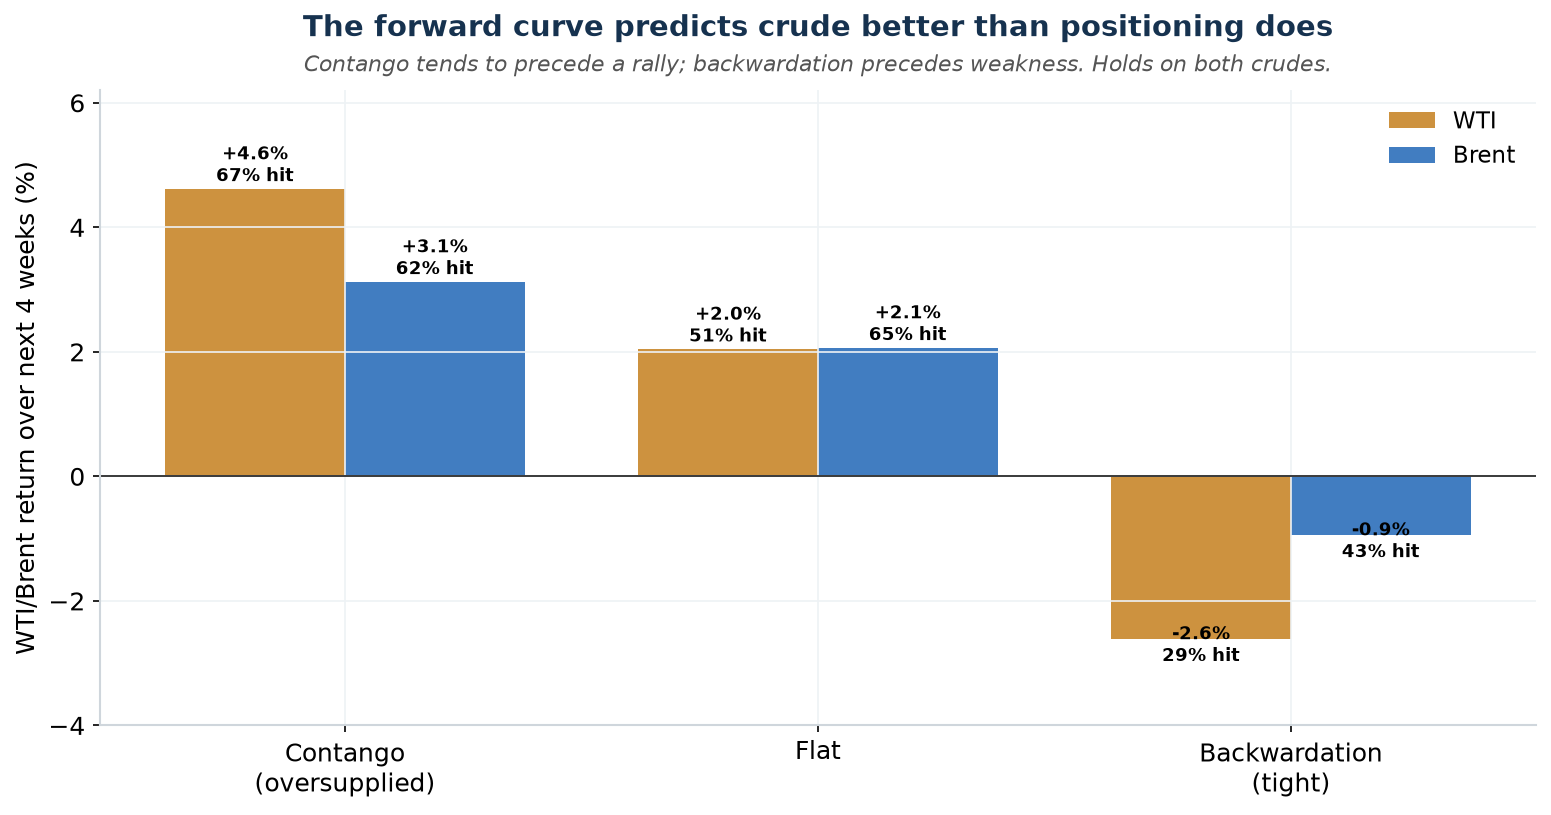 The forward curve predicts crude better than positioning does
Contango tends to precede a rally; backwardation precedes weakness. Holds on both crudes.
WTI/Brent return over next 4 weeks (%)
6
4
2
0
−2
−4
WTI
Brent
+4.6%
67% hit
+3.1%
62% hit
+2.0%
51% hit
+2.1%
65% hit
-2.6%
29% hit
-0.9%
43% hit
Contango
(oversupplied)
Flat
Backwardation
(tight)